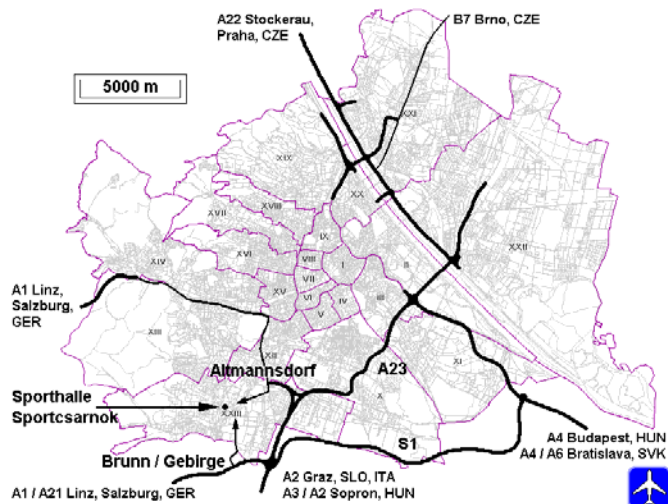 A22 Stockerau,
Praha, CZE
B7 Brno, CZE
5000 m
XXI
XIX
XX
XVIII
XVII
IX
XXII
XVI
VIII
I
II
XIV
VII
A1 Linz,
Salzburg,
GER
XV
VI
IV
III
V
XIII
XII
XI
Altmannsdorf
A23
X
Sporthalle
Sportcsarnok
XXIII
S1
A4 Budapest, HUN
A4 / A6 Bratislava, SVK
Brunn / Gebirge
A2 Graz, SLO, ITA
A1 / A21 Linz, Salzburg, GER
A3 / A2 Sopron, HUN